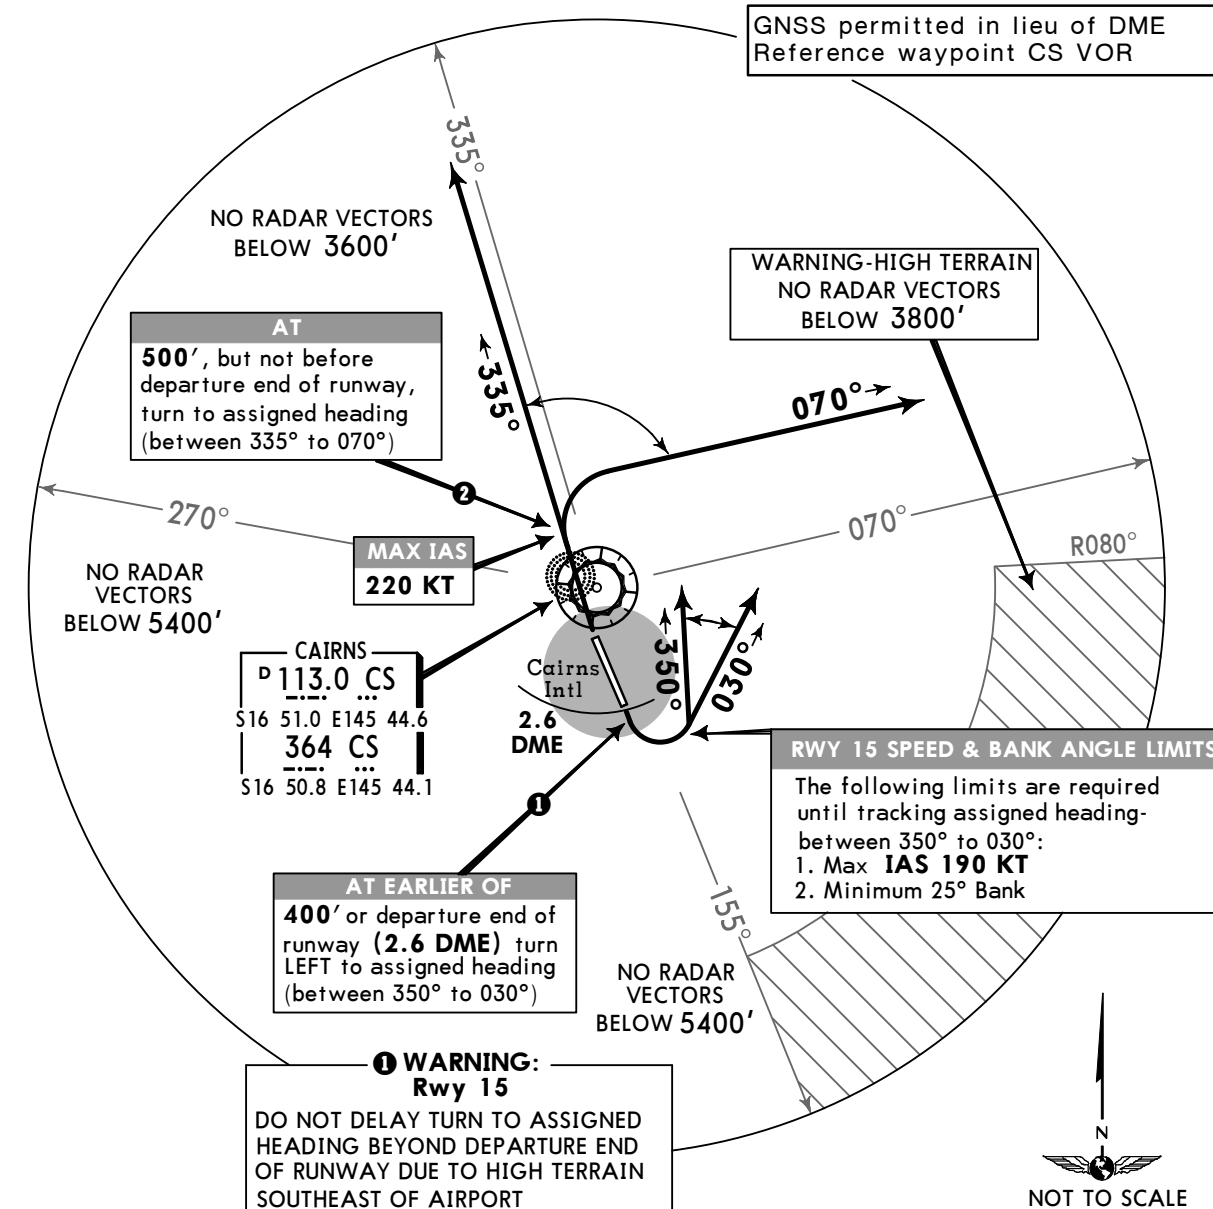 GNSS permitted in lieu of DME
Reference waypoint CS VOR
335°
NO RADAR VECTORS
BELOW 3600'
WARNING-HIGH TERRAIN
NO RADAR VECTORS
BELOW 3800'
AT
500', but not before
departure end of runway,
turn to assigned heading
(between 335° to 070°)
335°
070°
2
270°
070°
R080°
MAX IAS
220 KT
NO RADAR
VECTORS
BELOW 5400'
CAIRNS
D 113.0 CS
S16 51.0 E145 44.6
364 CS
S16 50.8 E145 44.1
Cairns
Intl
2.6
DME
350°
030°
RWY 15 SPEED & BANK ANGLE LIMITS
The following limits are required
until tracking assigned heading-
between 350° to 030°:
1. Max IAS 190 KT
2. Minimum 25° Bank
1
AT EARLIER OF
400' or departure end of
runway (2.6 DME) turn
LEFT to assigned heading
(between 350° to 030°)
155°
NO RADAR
VECTORS
BELOW 5400'
1 WARNING:
Rwy 15
DO NOT DELAY TURN TO ASSIGNED
HEADING BEYOND DEPARTURE END
OF RUNWAY DUE TO HIGH TERRAIN
SOUTHEAST OF AIRPORT
N
NOT TO SCALE